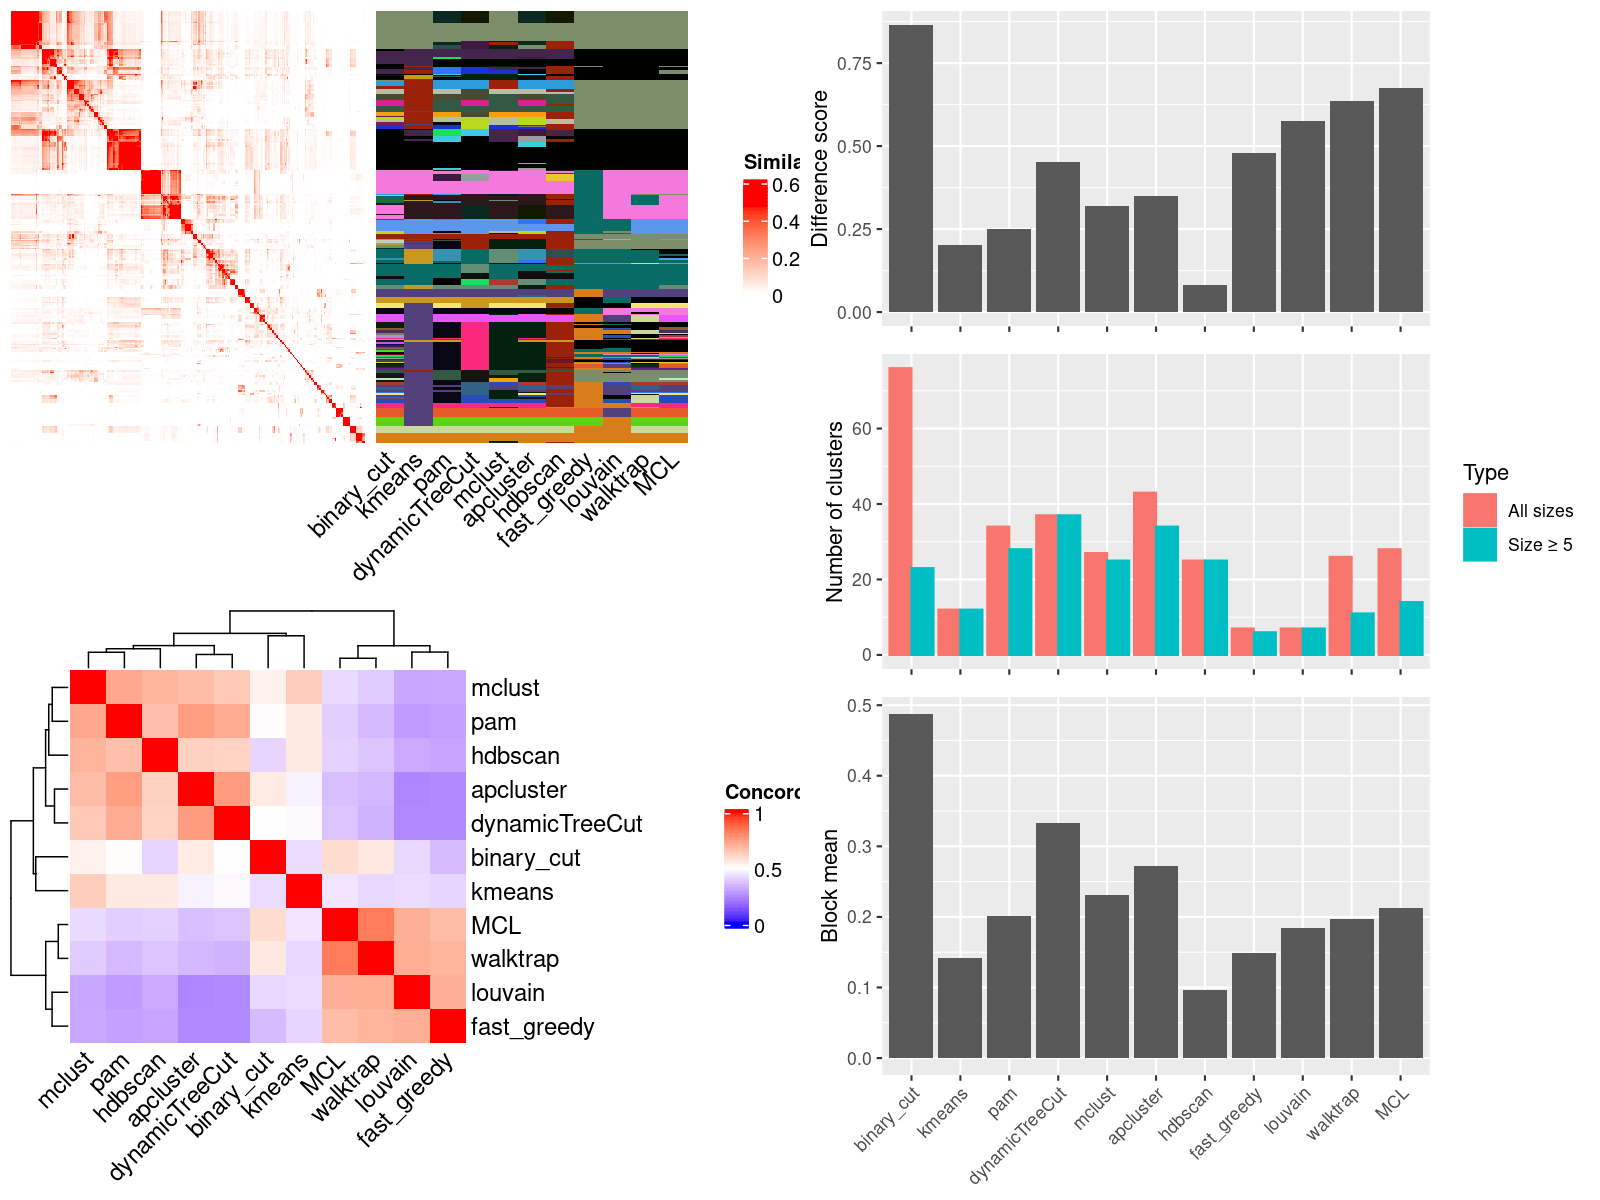 Simila
0.6
0.4
0.2
0
binary_cut
kmeans
pam
dynamicTreeCut
mclust
apcluster
hdbscan
fast_greedy
louvain
walktrap
MCL
mclust
pam
hdbscan
apcluster
dynamicTreeCut
binary_cut
kmeans
MCL
walktrap
louvain
fast_greedy
mclust
pam
hdbscan
apcluster
dynamicTreeCut
binary_cut
kmeans
MCL
walktrap
louvain
fast_greedy
Concorc
1
0.5
0
Difference score
0.75
0.50
0.25
0.00
Number of clusters
60
40
20
0
Type
All sizes
Size ≥ 5
Block mean
0.5
0.4
0.3
0.2
0.1
0.0
binary_cut
kmeans
pam
dynamicTreeCut
mclust
apcluster
hdbscan
fast_greedy
louvain
walktrap
MCL